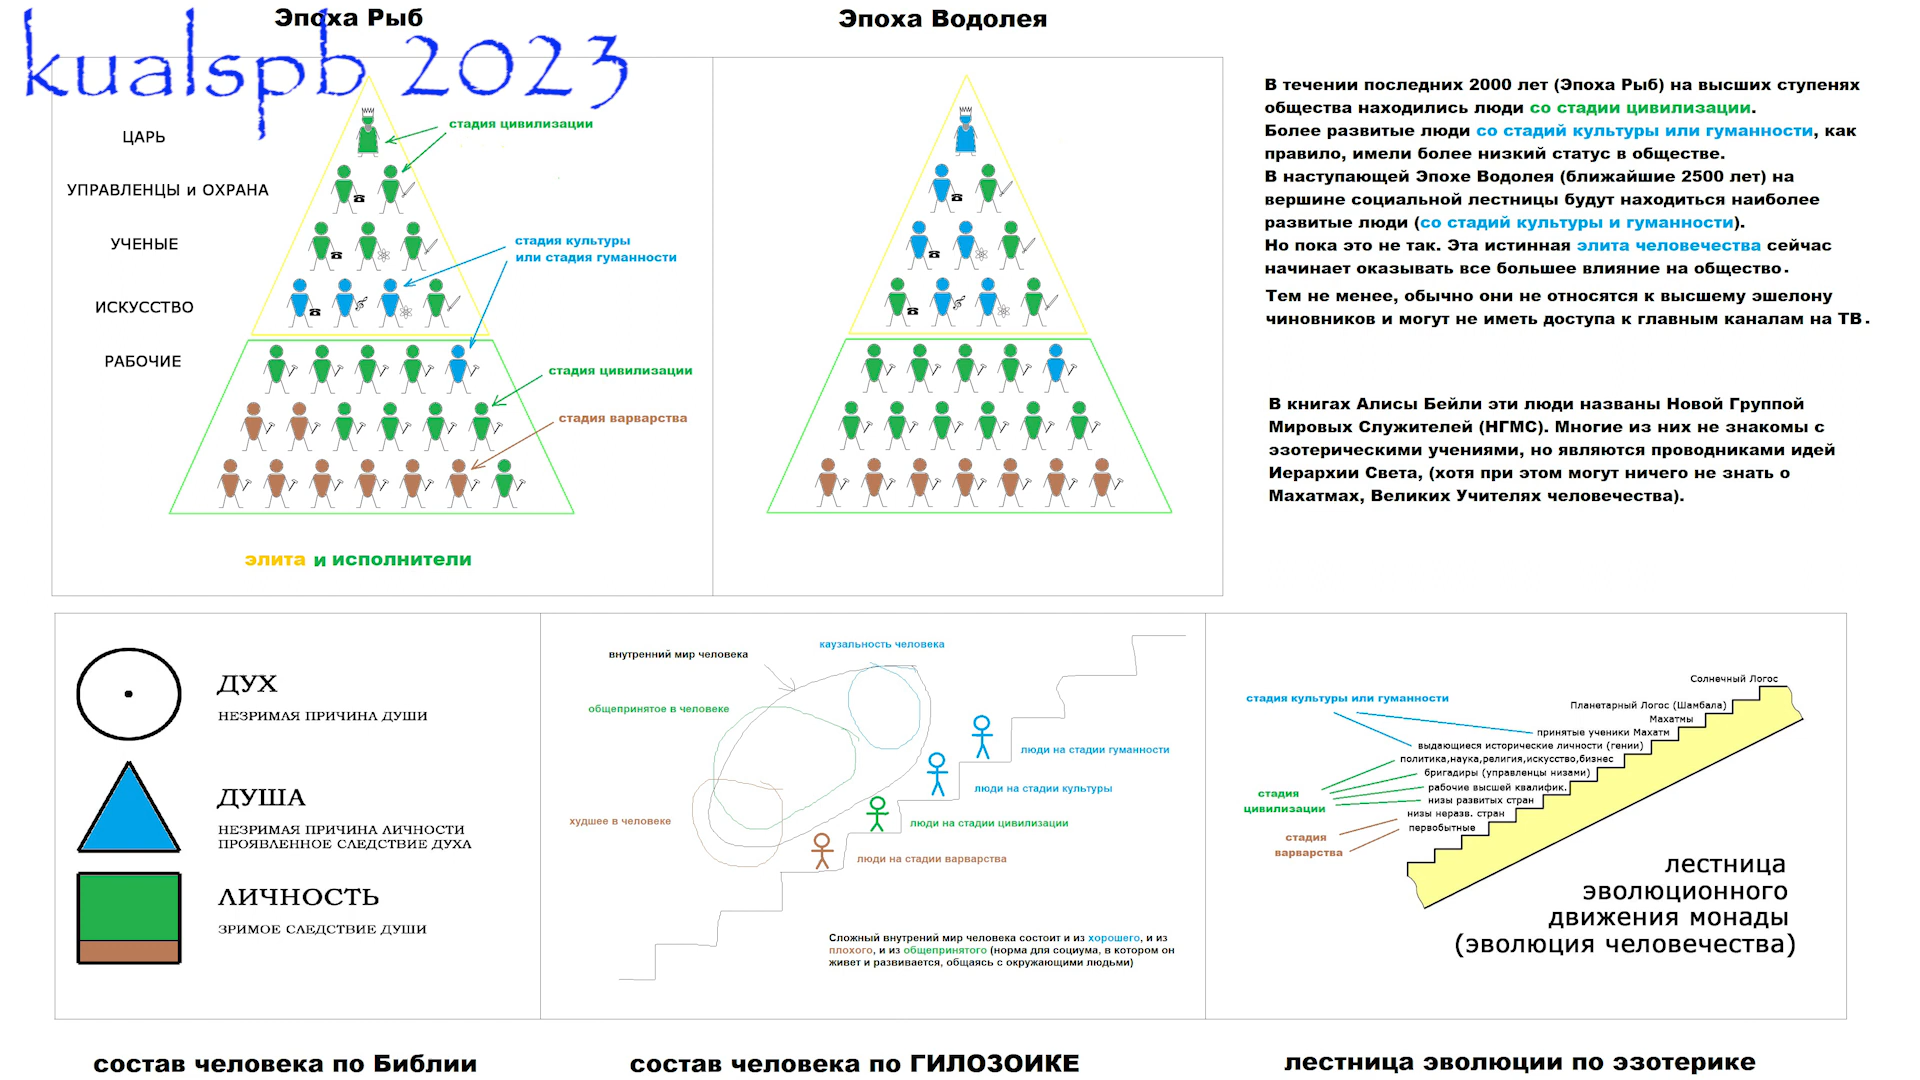 Эпоха Рыб
Эпоха Водолея
kualspb 2023
ЦАРЬ
УПРАВЛЕНЦЫ и ОХРАНА
УЧЕНЫЕ
ИСКУССТВО
РАБОЧИЕ
стадия цивилизации
стадия культуры
или стадия гуманности
стадия цивилизации
стадия варварства
элита и исполнители
В течении последних 2000 лет (Эпоха Рыб) на высших ступенях
общества находились люди со стадии цивилизации.
Более развитые люди со стадий культуры или гуманности, как
правило, имели более низкий статус в обществе.
В наступающей Эпохе Водолея (ближайшие 2500 лет) на
вершине социальной лестницы будут находиться наиболее
развитые люди (со стадий культуры и гуманности).
Но пока это не так. Эта истинная элита человечества сейчас
начинает оказывать все большее влияние на общество.
Тем не менее, обычно они не относятся к высшему эшелону
чиновников и могут не иметь доступа к главным каналам на ТВ.
В книгах Алисы Бейли эти люди названы Новой Группой
Мировых Служителей (НГМС). Многие из них не знакомы с
эзотерическими учениями, но являются проводниками идей
Иерархии Света, (хотя при этом могут ничего не знать о
Махатмах, Великих Учителях человечества).
ДУХ
НЕЗРИМАЯ ПРИЧИНА ДУШИ
ДУША
НЕЗРИМАЯ ПРИЧИНА ЛИЧНОСТИ
ПРОЯВЛЕННОЕ СЛЕДСТВИЕ ДУХА
ЛИЧНОСТЬ
ЗРИМОЕ СЛЕДСТВИЕ ДУШИ
внутренний мир человека
каузальность человека
общепринятое в человеке
худшее в человеке
люди на стадии гуманности
люди на стадии культуры
люди на стадии цивилизации
люди на стадии варварства
Сложный внутрений мир человека состоит и из хорошего, и из
плохого, и из общепринятого (норма для социума, в котором он
живет и развивается, общаясь с окружающими людьми)
Солнечный Логос
стадия культуры или гуманности
Планетарный Логос (Шамбала)
Махатмы
принятые ученики Махатм
выдающиеся исторические личности (гении)
политика,наука,религия,искусство,бизнес
бригадиры (управленцы низами)
рабочие высшей квалифик.
низы развитых стран
низы неразв. стран
первобытные
стадия
цивилизации
стадия
варварства
лестница
эволюционного
движения монады
(эволюция человечества)
состав человека по Библии
состав человека по ГИЛОЗОИКЕ
лестница эволюции по эзотерике